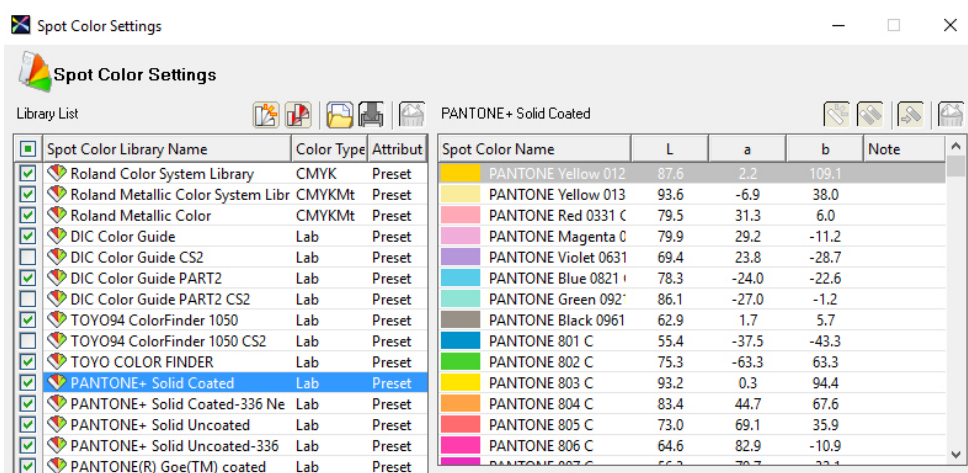 Spot Color Settings
Spot Color Settings
Library List
PANTONE+ Solid Coated
Spot Color Library Name Color Type Attribut
Roland Color System Library CMYK Preset
Roland Metallic Color System Libr CMYKMt Preset
Roland Metallic Color CMYKMt Preset
DIC Color Guide Lab Preset
DIC Color Guide CS2 Lab Preset
DIC Color Guide PART2 Lab Preset
DIC Color Guide PART2 CS2 Lab Preset
TOYO94 ColorFinder 1050 Lab Preset
TOYO94 ColorFinder 1050 CS2 Lab Preset
TOYO COLOR FINDER Lab Preset
PANTONE+ Solid Coated Lab Preset
PANTONE+ Solid Coated-336 Ne Lab Preset
PANTONE+ Solid Uncoated Lab Preset
PANTONE+ Solid Uncoated-336 Lab Preset
PANTONE(R) Goe(TM) coated Lab Preset
Spot Color Name L a b Note
PANTONE Yellow 012 87.6 2.2 109.1
PANTONE Yellow 013 93.6 -6.9 38.0
PANTONE Red 0331 C 79.5 31.3 6.0
PANTONE Magenta 0 79.9 29.2 -11.2
PANTONE Violet 0631 69.4 23.8 -28.7
PANTONE Blue 0821 78.3 -24.0 -22.6
PANTONE Green 092 86.1 -27.0 -1.2
PANTONE Black 0961 62.9 1.7 5.7
PANTONE 801 C 55.4 -37.5 -43.3
PANTONE 802 C 75.3 -63.3 63.3
PANTONE 803 C 93.2 0.3 94.4
PANTONE 804 C 83.4 44.7 67.6
PANTONE 805 C 73.0 69.1 35.9
PANTONE 806 C 64.6 82.9 -10.9